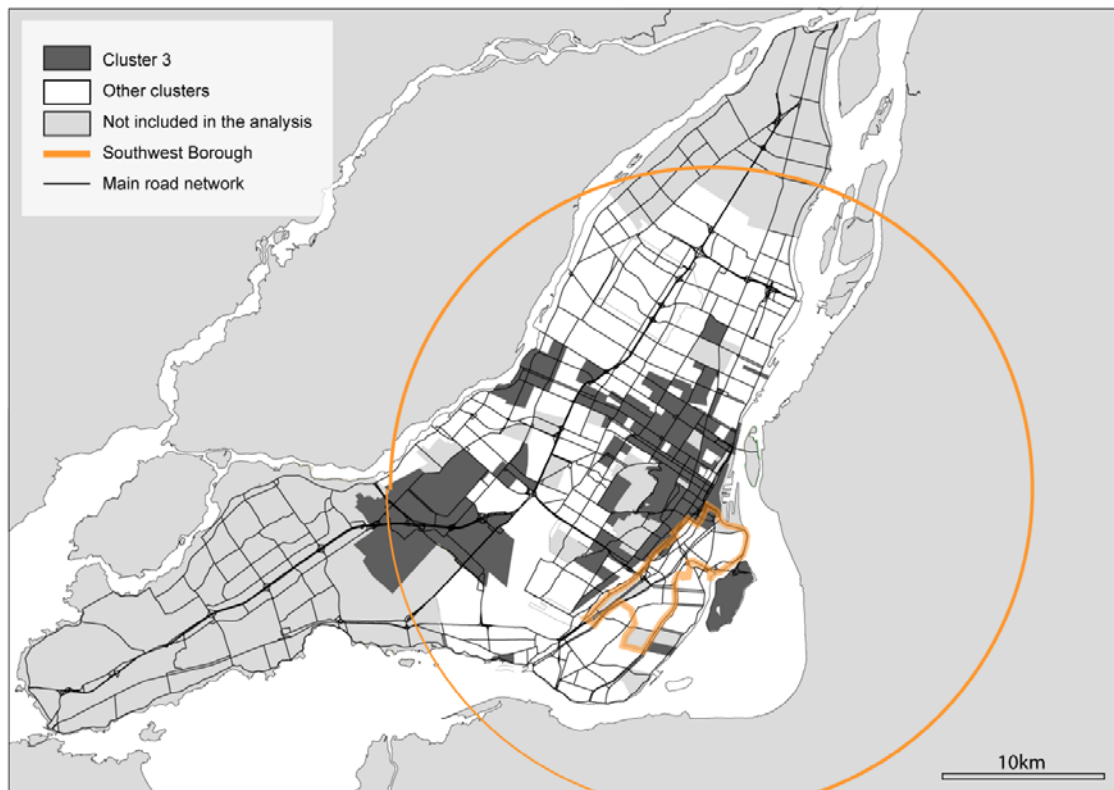 Cluster 3
Other clusters
Not included in the analysis
Southwest Borough
Main road network
10km